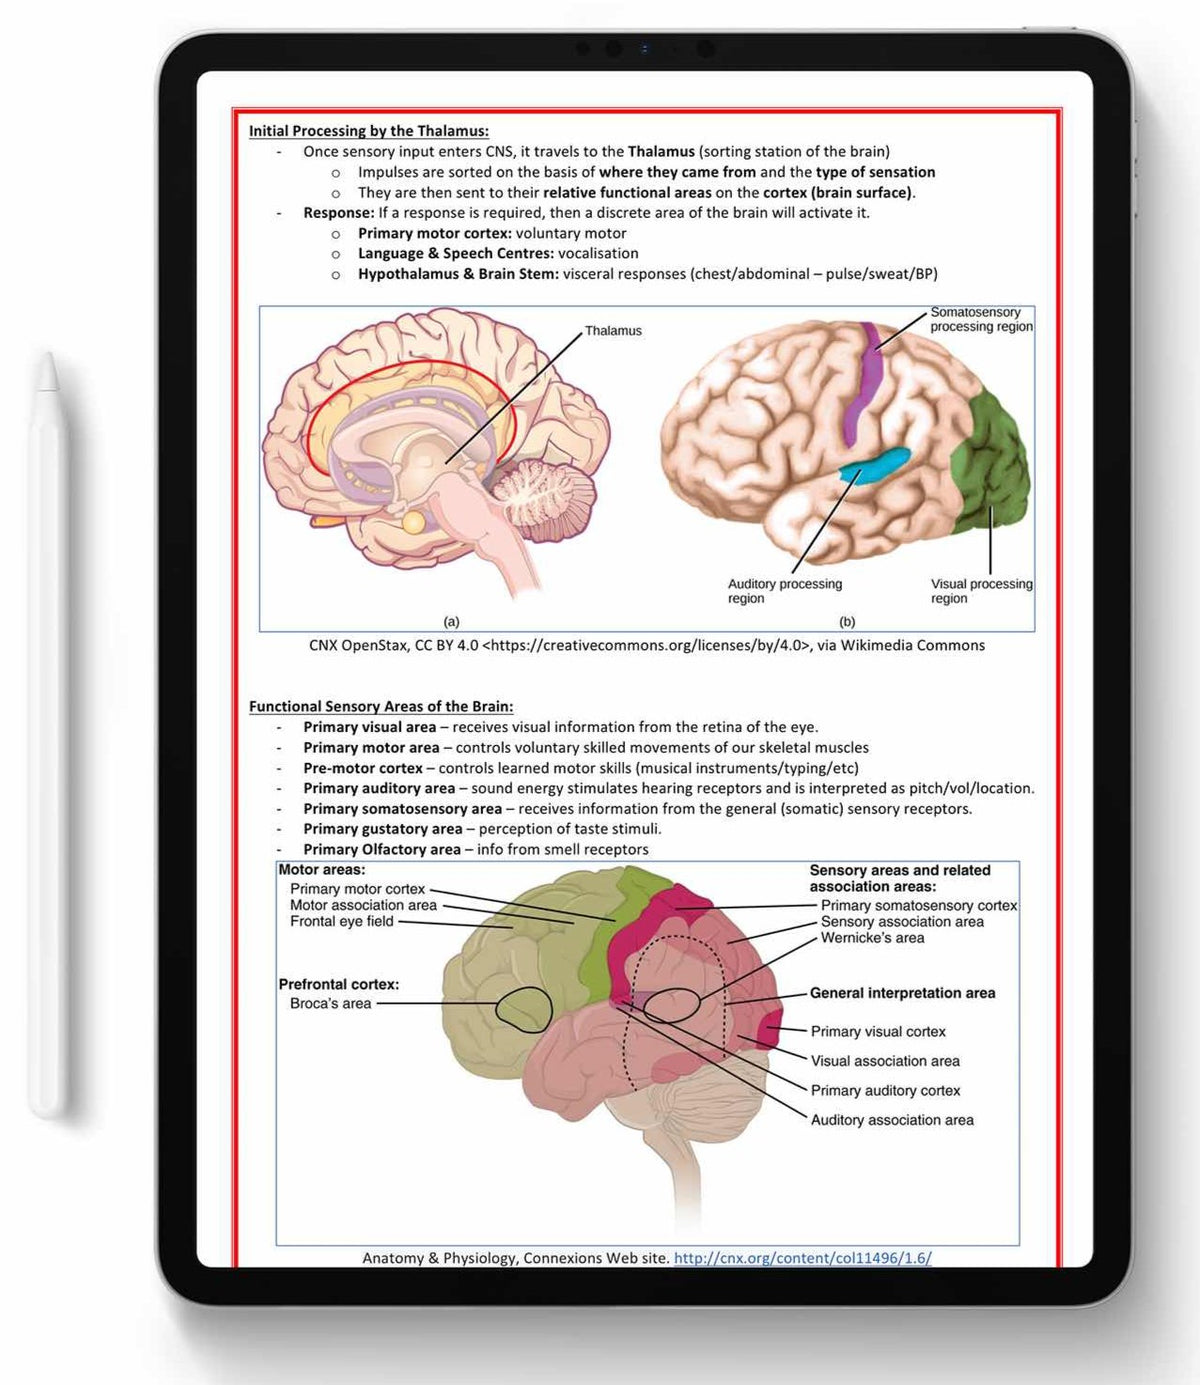 Initial Processing by the Thalamus:
- Once sensory input enters CNS, it travels to the Thalamus (sorting station of the brain)
o Impulses are sorted on the basis of where they came from and the type of sensation
o They are then sent to their relative functional areas on the cortex (brain surface).
- Response: If a response is required, then a discrete area of the brain will activate it.
o Primary motor cortex: voluntary motor
o Language & Speech Centres: vocalisation
o Hypothalamus & Brain Stem: visceral responses (chest/abdominal – pulse/sweat/BP)
Thalamus
(a)
Somatosensory
processing region
Auditory processing
region
Visual processing
region
(b)
CNX OpenStax, CC BY 4.0 <https://creativecommons.org/licenses/by/4.0>, via Wikimedia Commons
Functional Sensory Areas of the Brain:
- Primary visual area – receives visual information from the retina of the eye.
- Primary motor area – controls voluntary skilled movements of our skeletal muscles
- Pre-motor cortex – controls learned motor skills (musical instruments/typing/etc)
- Primary auditory area – sound energy stimulates hearing receptors and is interpreted as pitch/vol/location.
- Primary somatosensory area – receives information from the general (somatic) sensory receptors.
- Primary gustatory area – perception of taste stimuli.
- Primary Olfactory area – info from smell receptors
Motor areas:
Primary motor cortex
Motor association area
Frontal eye field
Prefrontal cortex:
Broca's area
Sensory areas and related
association areas:
Primary somatosensory cortex
Sensory association area
Wernicke's area
General interpretation area
Primary visual cortex
Visual association area
Primary auditory cortex
Auditory association area
Anatomy & Physiology, Connexions Web site. http://cnx.org/content/col11496/1.6/